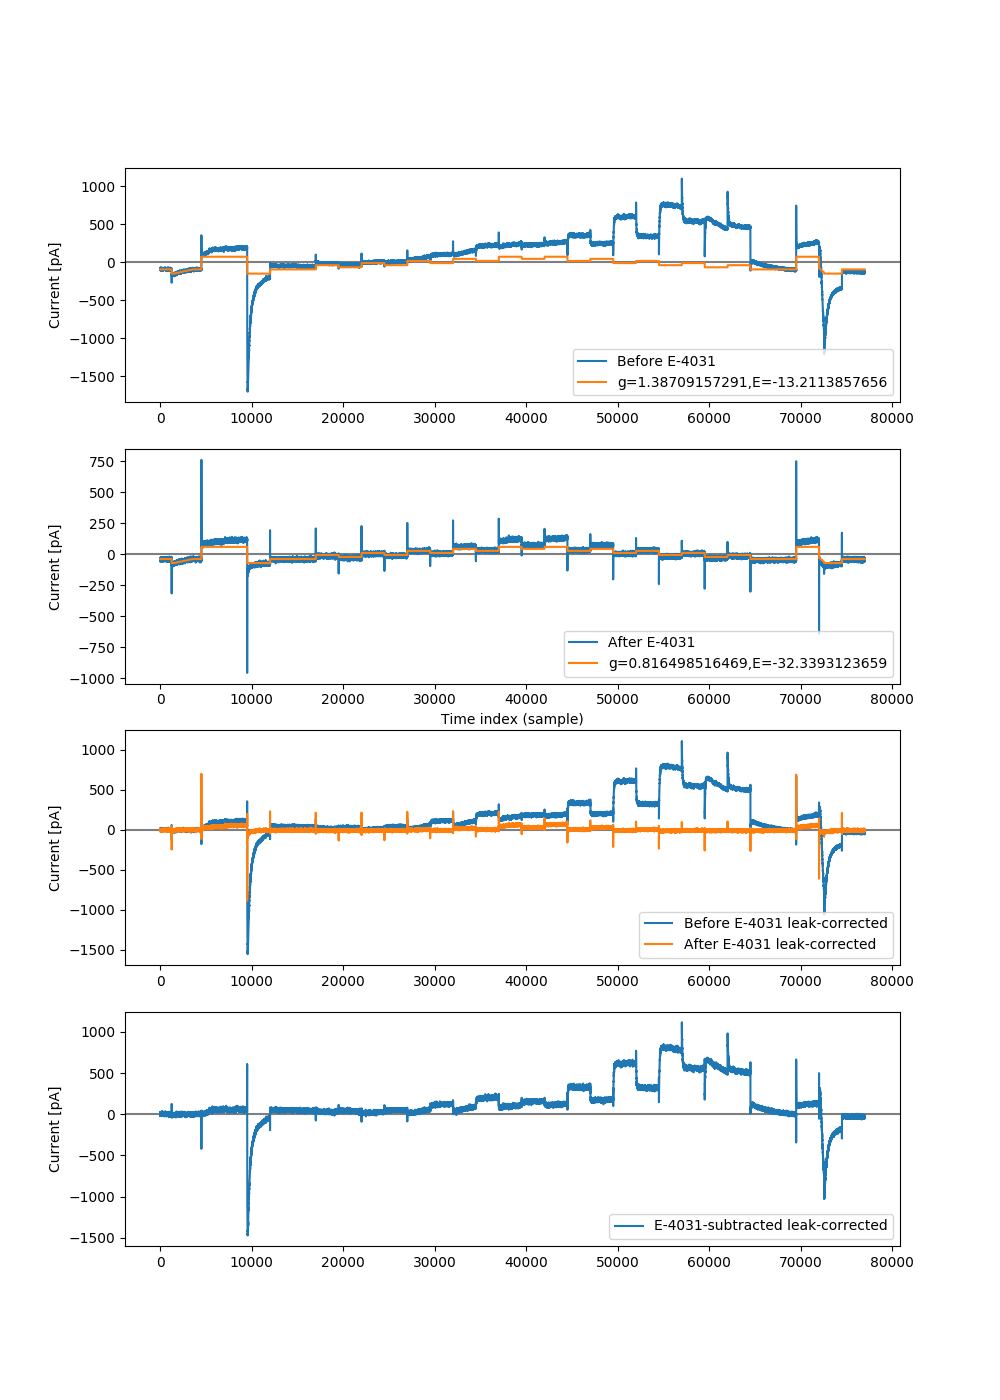 1000
500
0
−500
−1000
−1500
Current [pA]
Before E-4031
g=1.38709157291,E=-13.2113857656
0 10000 20000 30000 40000 50000 60000 70000 80000
750
500
250
0
−250
−500
−750
−1000
Current [pA]
After E-4031
g=0.816498516469,E=-32.3393123659
0 10000 20000 30000 40000 50000 60000 70000 80000
Time index (sample)
1000
500
0
−500
−1000
−1500
Current [pA]
Before E-4031 leak-corrected
After E-4031 leak-corrected
0 10000 20000 30000 40000 50000 60000 70000 80000
1000
500
0
−500
−1000
−1500
Current [pA]
E-4031-subtracted leak-corrected
0 10000 20000 30000 40000 50000 60000 70000 80000